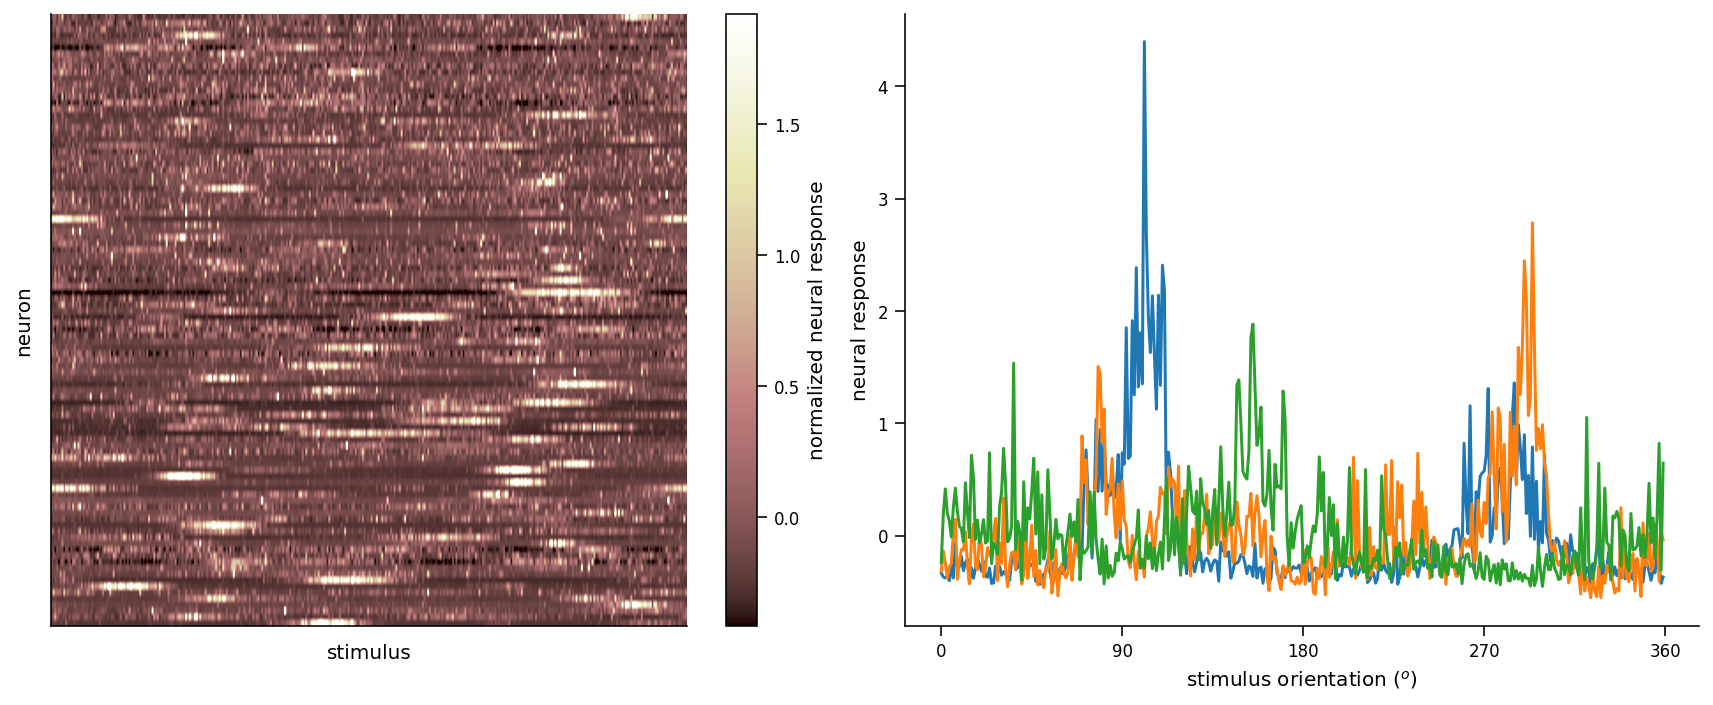 neuron
stimulus
1.5
1.0
0.5
0.0
normalized neural response
neural response
4
3
2
1
0
0 90 180 270 360
stimulus orientation (o)